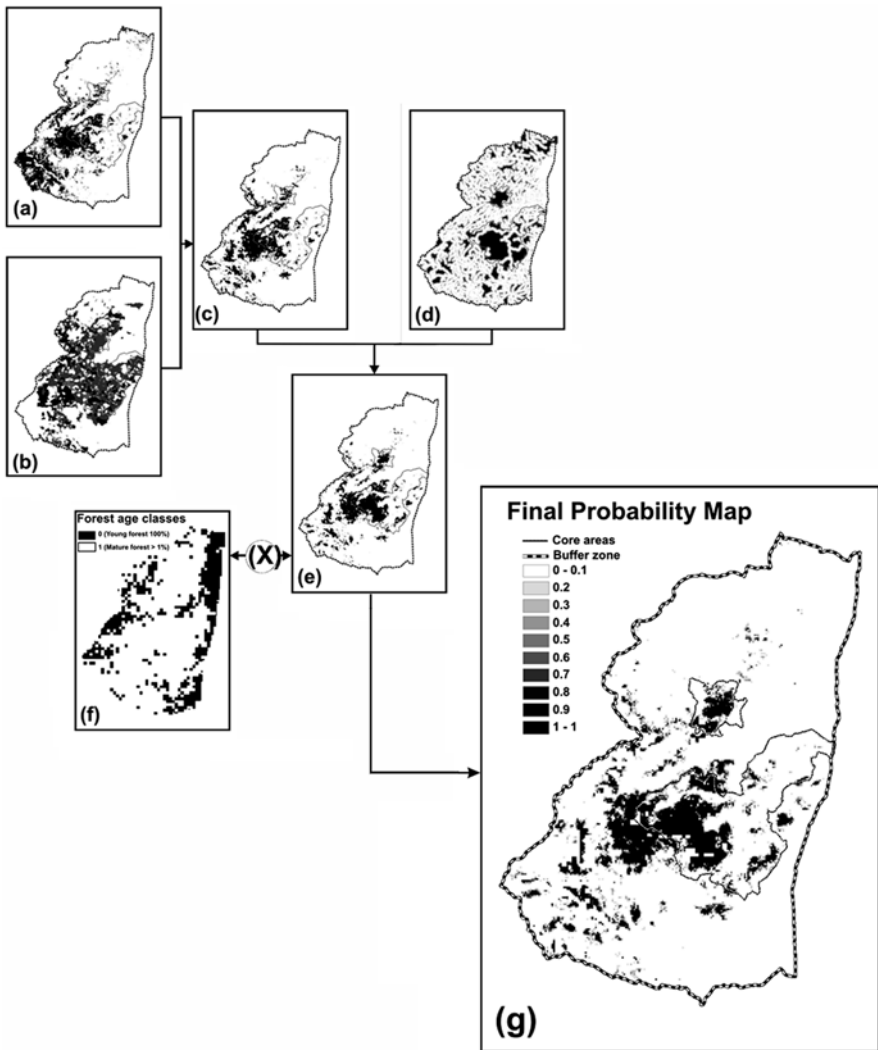 (a)
(b)
(c)
(d)
(e)
Forest age classes
0 (Young forest 100%)
1 (Mature forest > 1%)
(X)
(f)
Final Probability Map
Core areas
Buffer zone
0 - 0.1
0.2
0.3
0.4
0.5
0.6
0.7
0.8
0.9
1 - 1
(g)